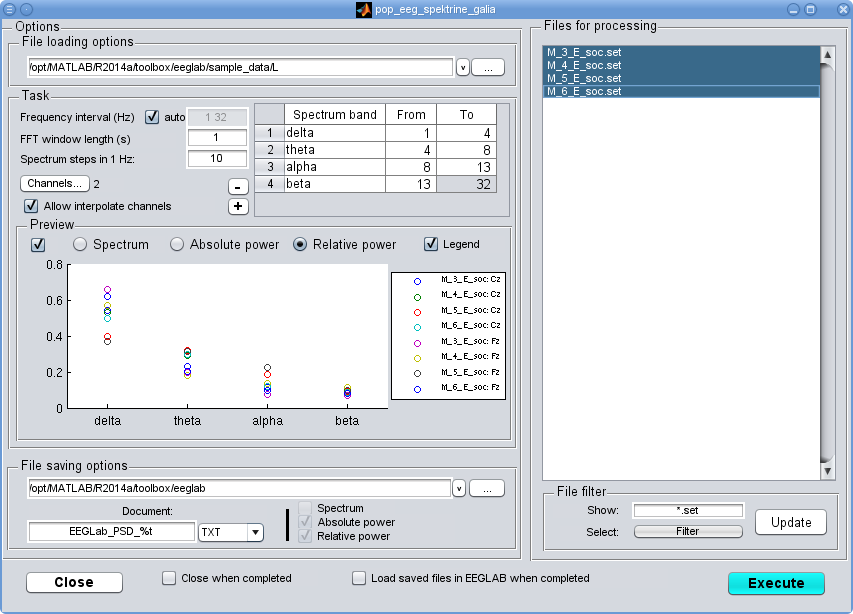 pop_eeg_spektrine_galia
Options
File loading options
/opt/MATLAB/R2014a/toolbox/eeglab/sample_data/L
v
...
Task
Frequency interval (Hz)
auto
1 32
FFT window length (s)
1
Spectrum steps in 1 Hz:
10
Channels...
2
-
Allow interpolate channels
+
Spectrum band From To
1 delta 1 4
2 theta 4 8
3 alpha 8 13
4 beta 13 32
Preview
Spectrum
Absolute power
Relative power
Legend
0.8
0.6
0.4
0.2
0
delta theta alpha beta
M_3_E_soc: Cz
M_4_E_soc: Cz
M_5_E_soc: Cz
M_6_E_soc: Cz
M_3_E_soc: Fz
M_4_E_soc: Fz
M_5_E_soc: Fz
M_6_E_soc: Fz
File saving options
/opt/MATLAB/R2014a/toolbox/eeglab
v
...
Document:
EEGLab_PSD_%t
TXT
Spectrum
Absolute power
Relative power
Files for processing
M_3_E_soc.set
M_4_E_soc.set
M_5_E_soc.set
M_6_E_soc.set
File filter
Show:
*.set
Select:
Filter
Update
Close
Close when completed
Load saved files in EEGLAB when completed
Execute